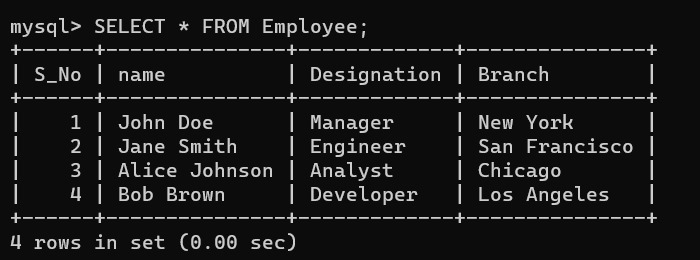 mysql> SELECT * FROM Employee;
+------+---------------+-------------+---------------+
| S_No | name          | Designation | Branch        |
+------+---------------+-------------+---------------+
|    1 | John Doe      | Manager     | New York      |
|    2 | Jane Smith    | Engineer    | San Francisco |
|    3 | Alice Johnson | Analyst     | Chicago       |
|    4 | Bob Brown     | Developer   | Los Angeles   |
+------+---------------+-------------+---------------+
4 rows in set (0.00 sec)